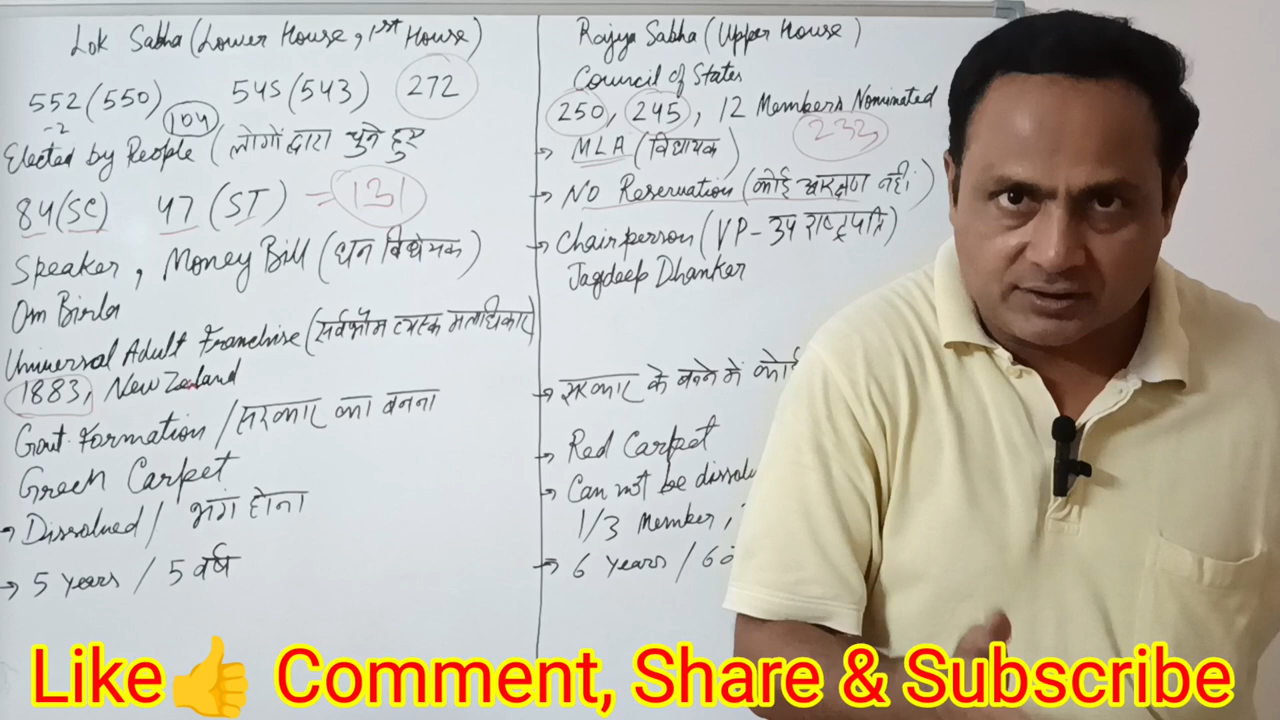 Lok Sabha (Lower House, 1st House)
552 (550) 545 (543) 272
-2 104
Elected by People (लोगों द्वारा चुने हुए
84 (SC) 47 (ST) = 131
Speaker, Money Bill (धन विधेयक)
Om Birla
Universal Adult Franchise (सर्वभौम व्यस्क मताधिकार)
1883, New Zealand
Govt. Formation / सरकार का बनना
Green Carpet
→ Dissolved / भंग होना
→ 5 years / 5 वर्ष
Rajya Sabha (Upper House)
Council of States
250, 245, 12 Members Nominated
233
→ MLA (विधायक)
→ NO Reservation (कोई आरक्षण नहीं)
→ Chairperson (VP - उप राष्ट्रपति)
Jagdeep Dhanker
→ सरकार के बनने में कोई
→ Red Carpet
→ Can not be dissolv
1/3 Member,
→ 6 years / 6 व
Like👍 Comment, Share & Subscribe